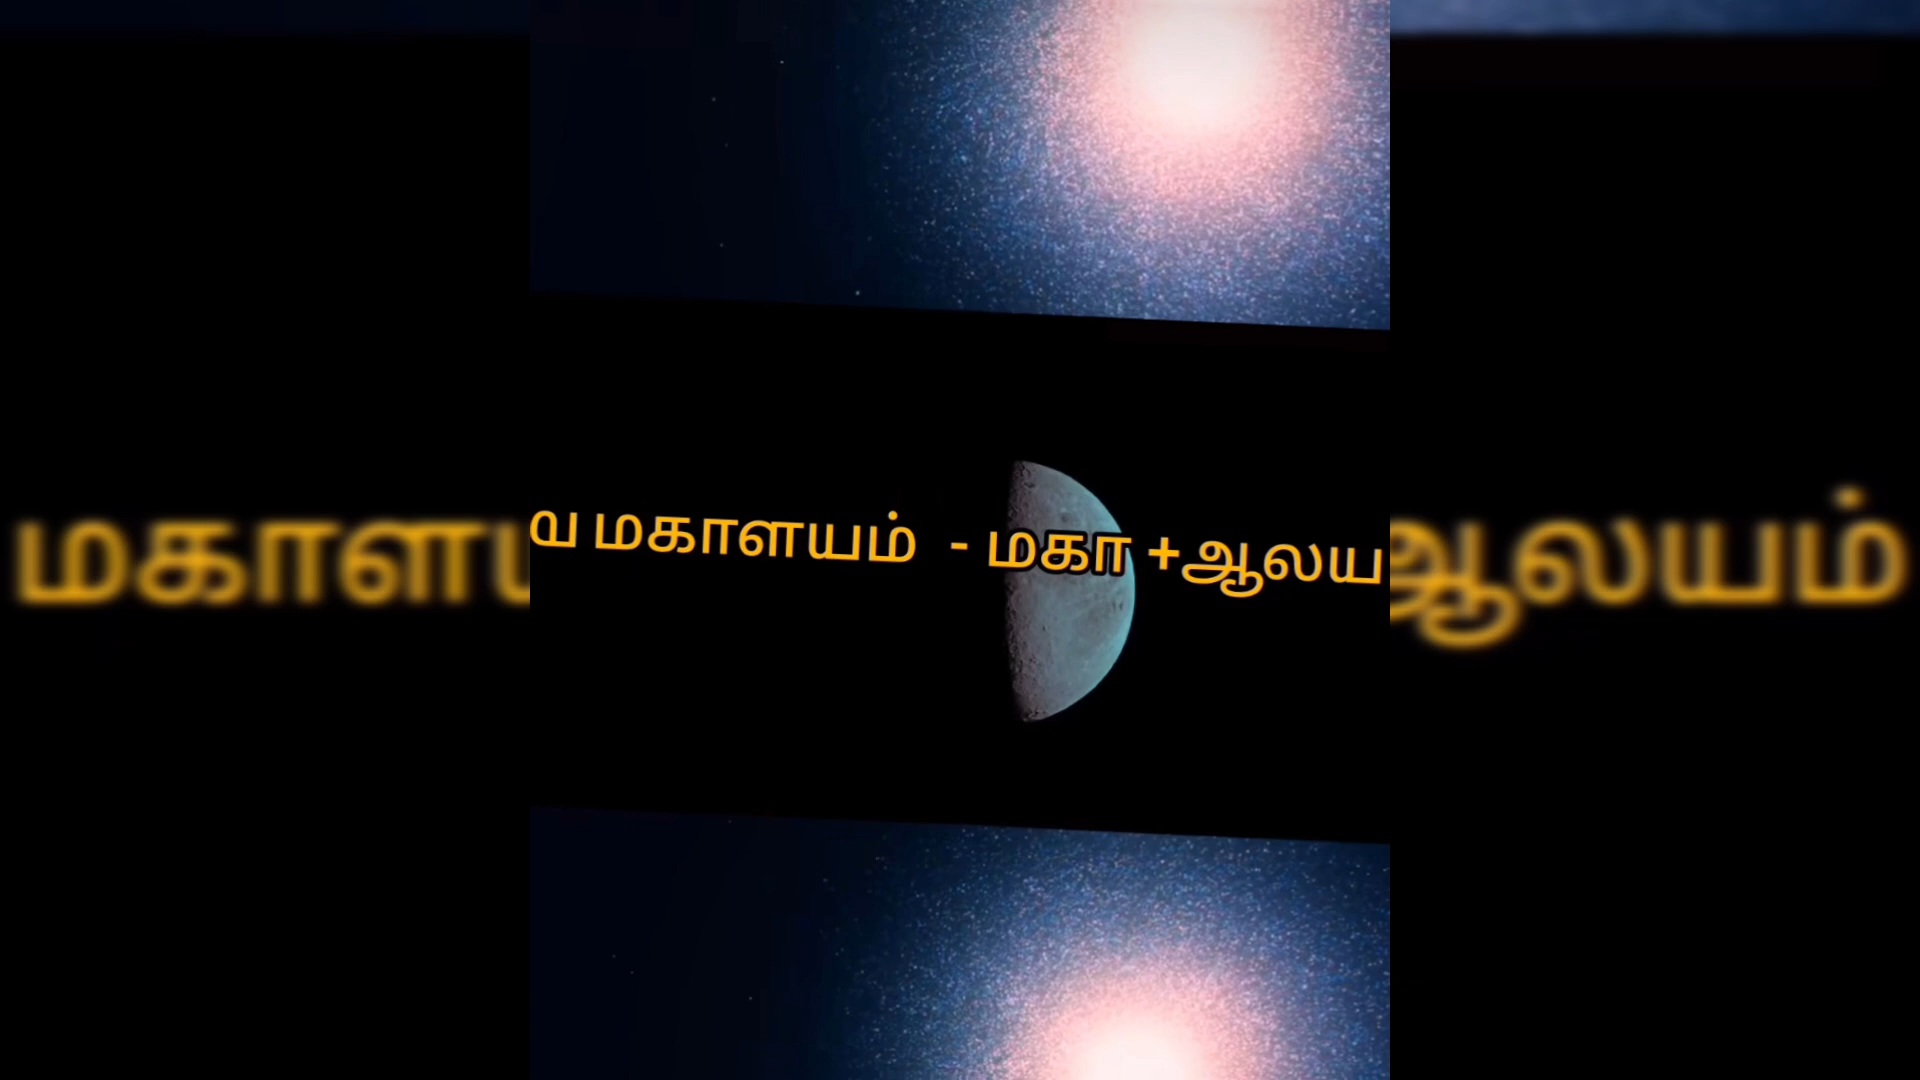 வ மகாளயம் - மகா +ஆலய